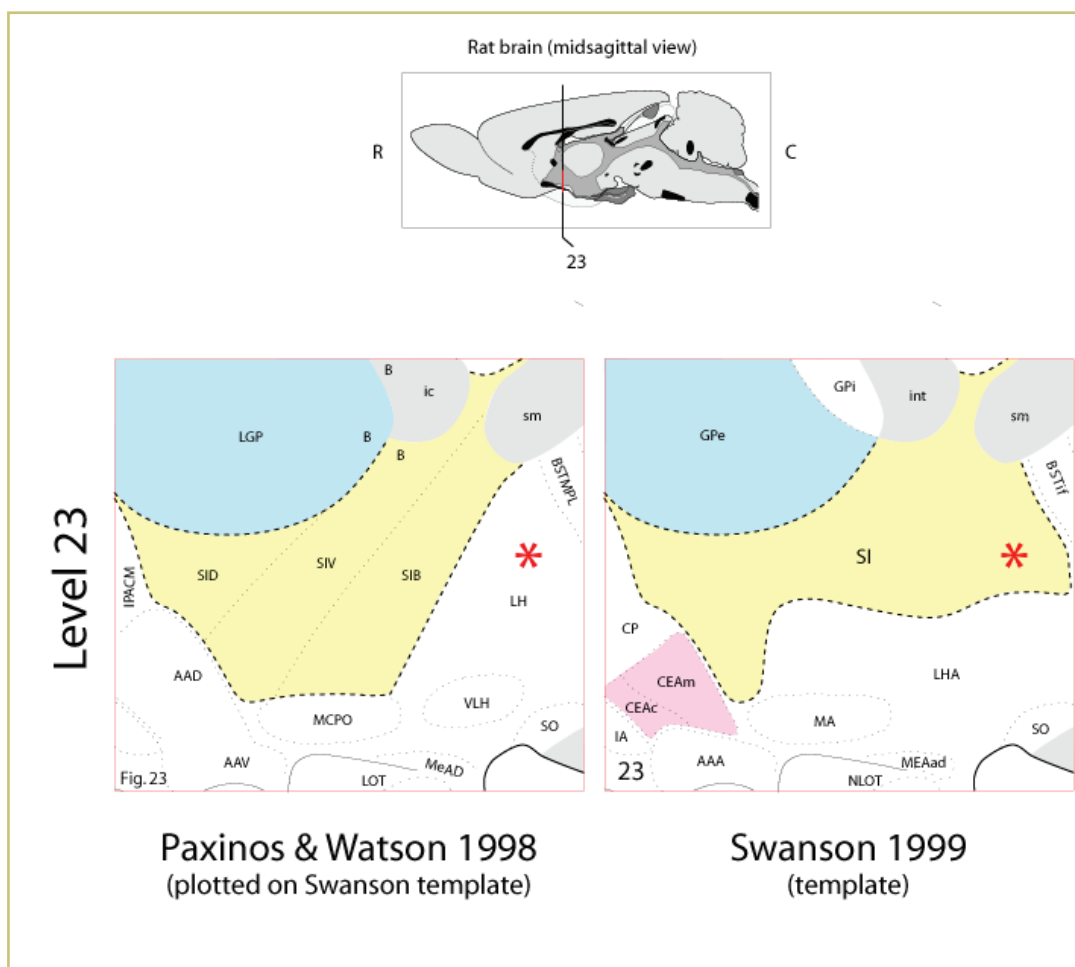 Rat brain (midsagittal view)
R
C
23
Level 23
B
ic
sm
LGP
B
B
BSTMPL
SID
SIV
SIB
*
LH
IPACM
AAD
MCPO
VLH
SO
AAV
MeAD
LOT
Fig. 23
GPi
int
sm
GPe
BSTif
SI
*
CP
CEAm
LHA
CEAc
MA
IA
SO
AAA
MEAad
23
NLOT
Paxinos & Watson 1998
(plotted on Swanson template)
Swanson 1999
(template)